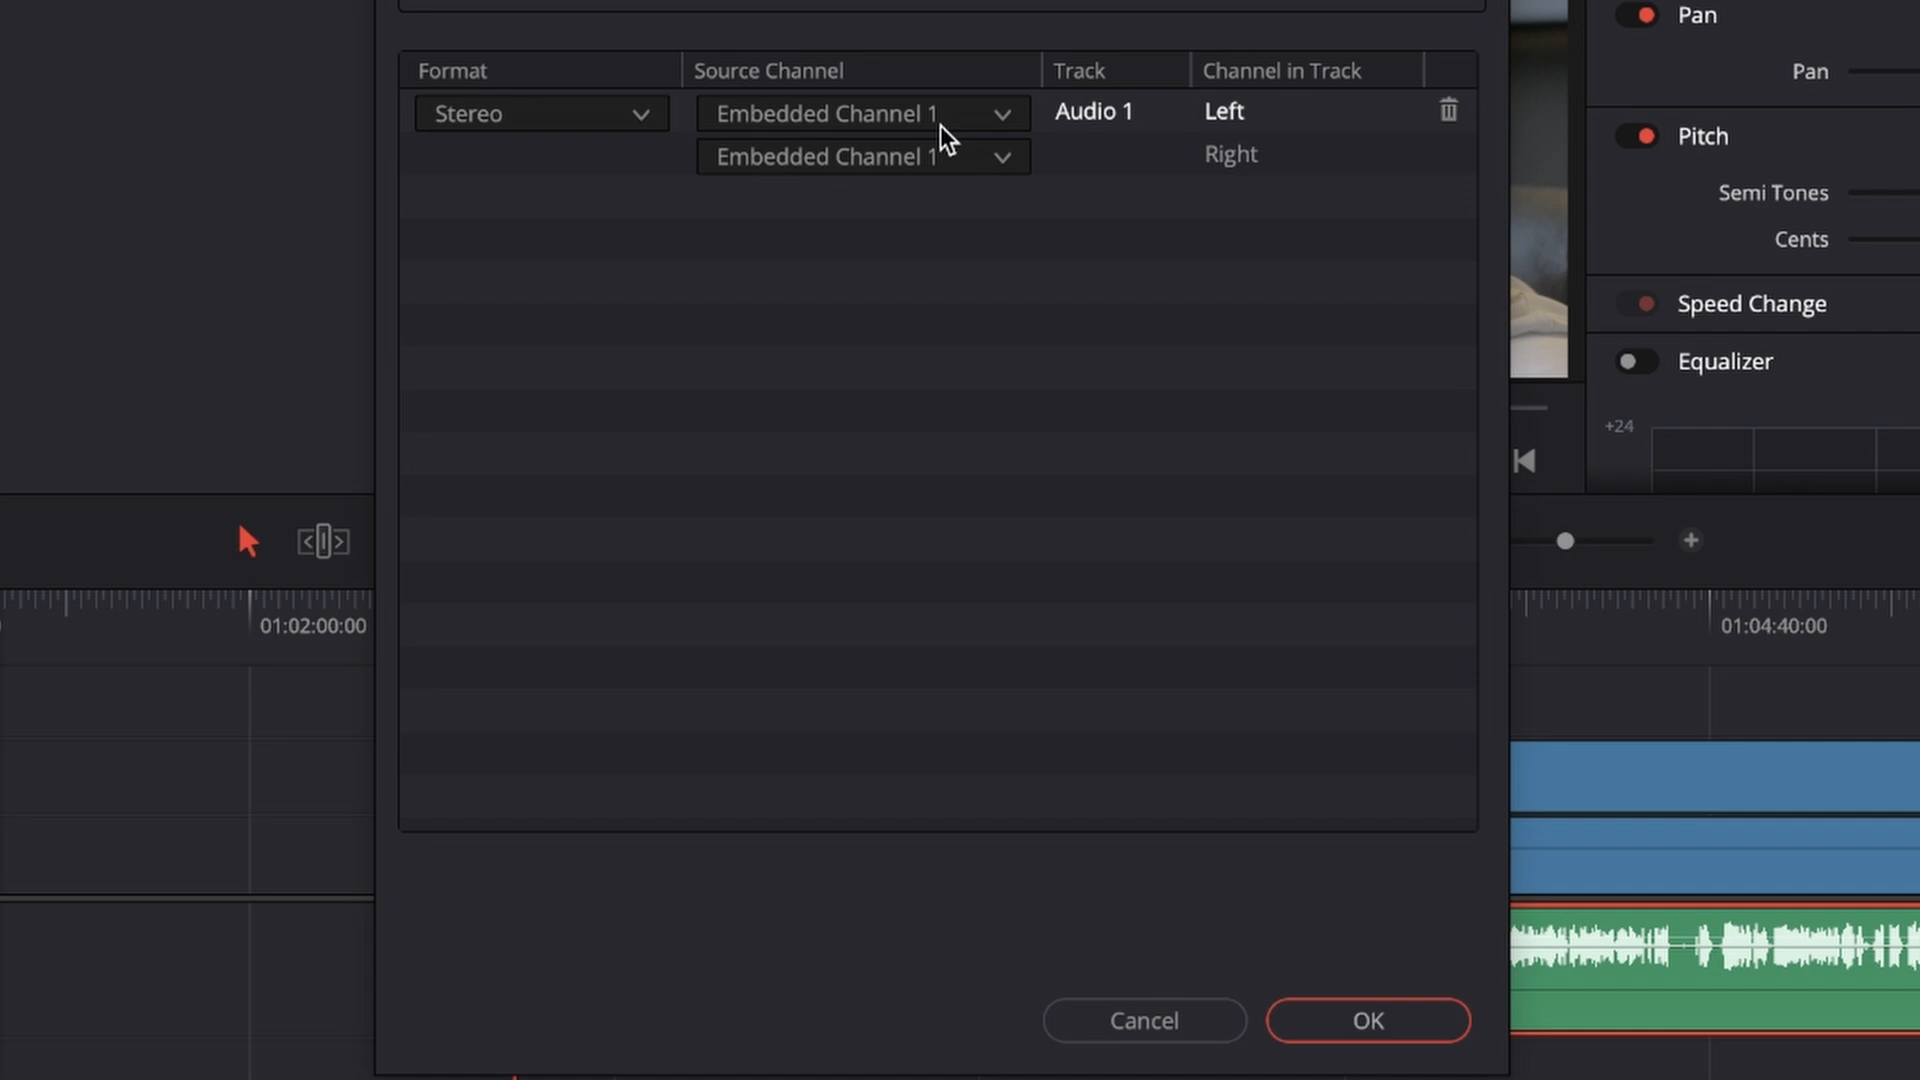 Format
Source Channel
Track
Channel in Track
Stereo
Embedded Channel 1
Audio 1
Left
Embedded Channel 1
Right
Pan
Pan
Pitch
Semi Tones
Cents
Speed Change
Equalizer
+24
01:02:00:00
01:04:40:00
Cancel
OK